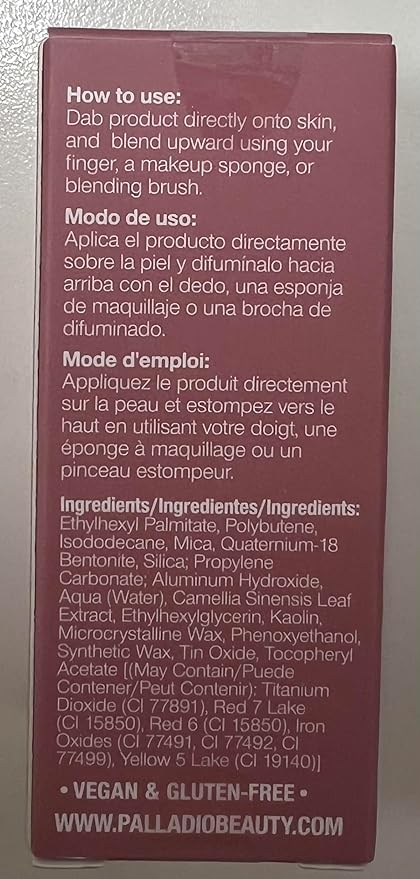 How to use:
Dab product directly onto skin,
and blend upward using your
finger, a makeup sponge, or
blending brush.
Modo de uso:
Aplica el producto directamente
sobre la piel y difumínalo hacia
arriba con el dedo, una esponja
de maquillaje o una brocha de
difuminado.
Mode d'emploi:
Appliquez le produit directement
sur la peau et estompez vers le
haut en utilisant votre doigt, une
éponge à maquillage ou un
pinceau estompeur.
Ingredients/Ingredientes/Ingredients:
Ethylhexyl Palmitate, Polybutene,
Isododecane, Mica, Quaternium-18
Bentonite, Silica; Propylene
Carbonate; Aluminum Hydroxide,
Aqua (Water), Camellia Sinensis Leaf
Extract, Ethylhexylglycerin, Kaolin,
Microcrystalline Wax, Phenoxyethanol,
Synthetic Wax, Tin Oxide, Tocopheryl
Acetate [(May Contain/Puede
Contener/Peut Contenir): Titanium
Dioxide (CI 77891), Red 7 Lake
(CI 15850), Red 6 (CI 15850), Iron
Oxides (CI 77491, CI 77492, CI
77499), Yellow 5 Lake (CI 19140)]
• VEGAN & GLUTEN-FREE •
WWW.PALLADIOBEAUTY.COM